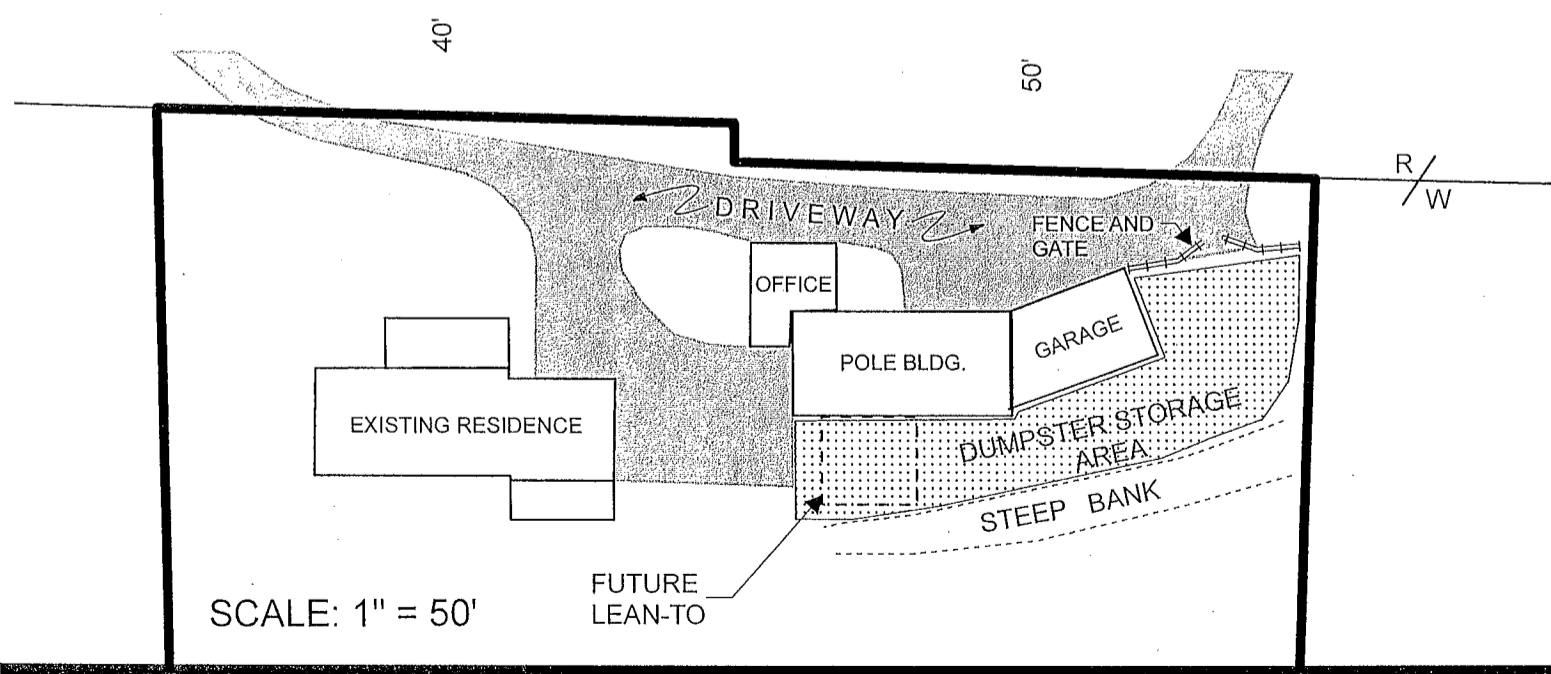 40'
50'
R/W
DRIVEWAY
FENCE AND
GATE
OFFICE
GARAGE
POLE BLDG.
EXISTING RESIDENCE
DUMPSTER STORAGE
AREA
STEEP BANK
FUTURE
LEAN-TO
SCALE: 1" = 50'